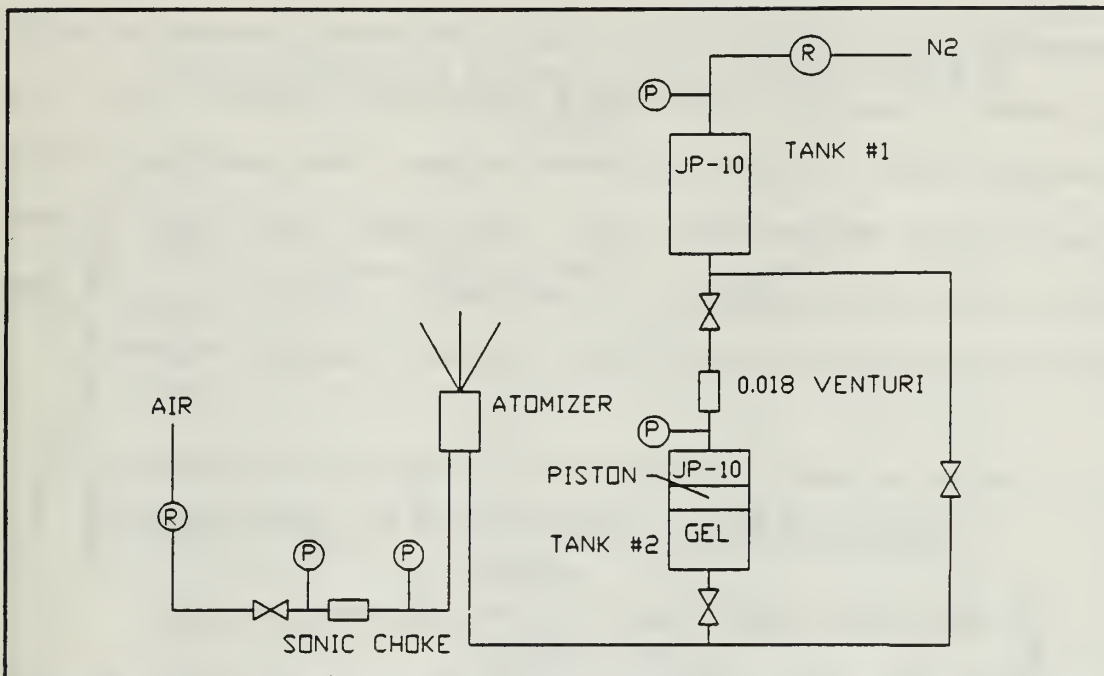 R
N2
P
JP-10
TANK #1
0.018 VENTURI
P
JP-10
PISTON
GEL
TANK #2
ATOMIZER
AIR
R
P
P
SONIC CHOKE